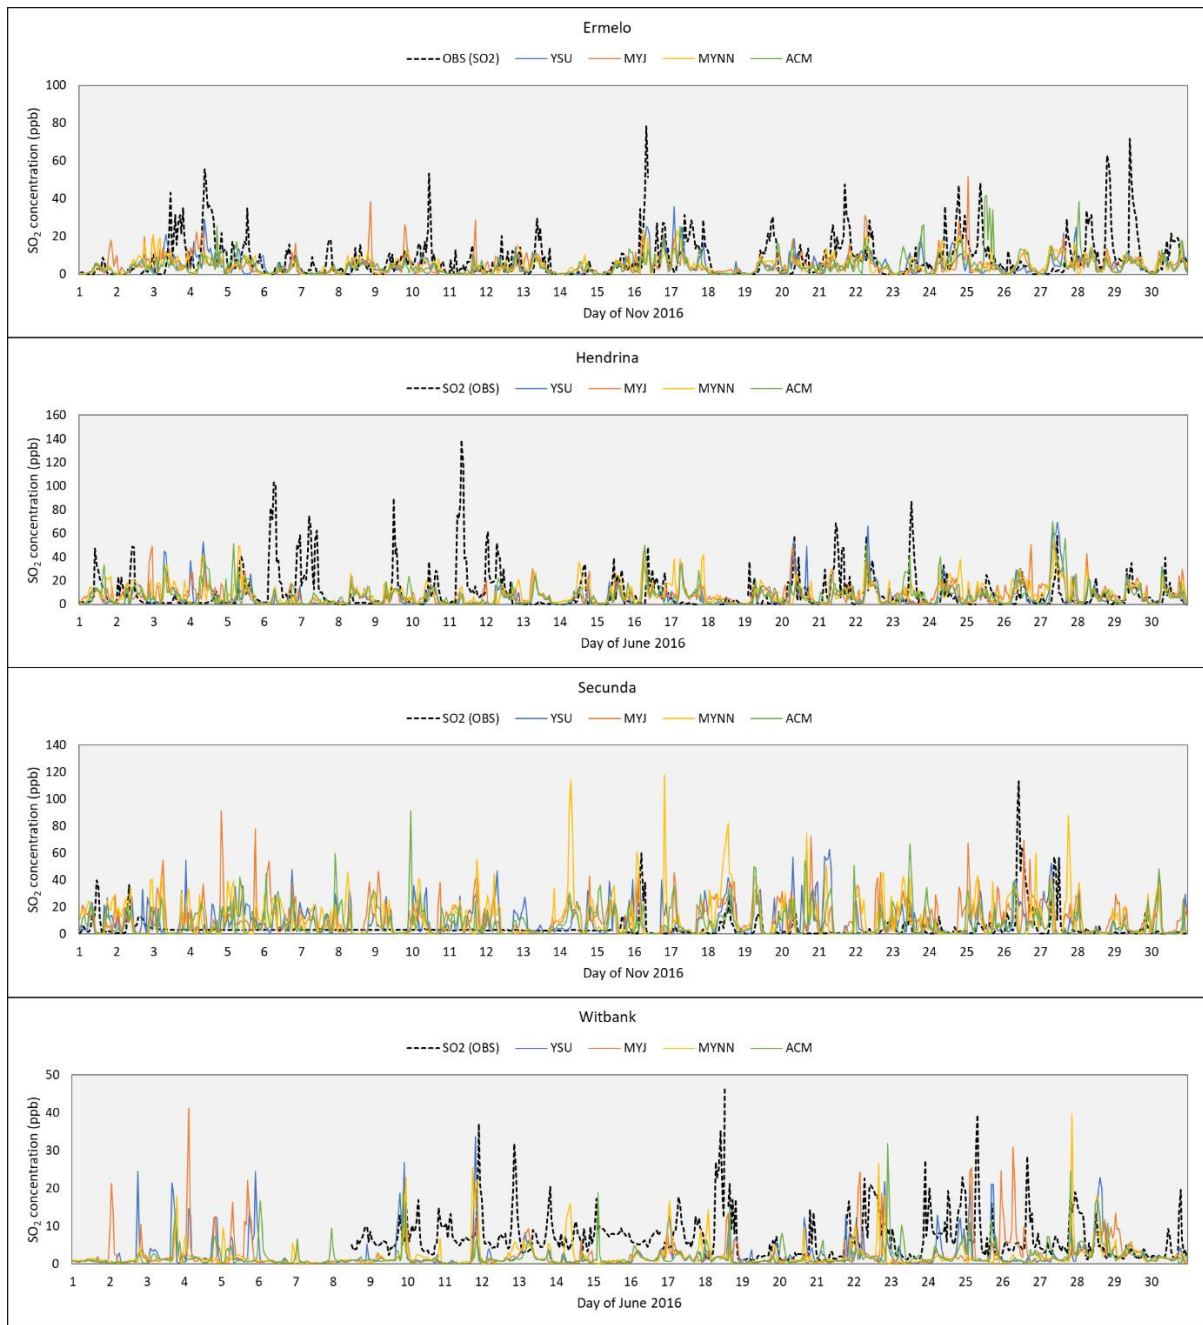 Ermelo
OBS (SO2) YSU MYJ MYNN ACM
SO2 concentration (ppb)
100
80
60
40
20
0
1 2 3 4 5 6 7 8 9 10 11 12 13 14 15 16 17 18 19 20 21 22 23 24 25 26 27 28 29 30
Day of Nov 2016
Hendrina
SO2 (OBS) YSU MYJ MYNN ACM
SO2 concentration (ppb)
160
140
120
100
80
60
40
20
0
1 2 3 4 5 6 7 8 9 10 11 12 13 14 15 16 17 18 19 20 21 22 23 24 25 26 27 28 29 30
Day of June 2016
Secunda
SO2 (OBS) YSU MYJ MYNN ACM
SO2 concentration (ppb)
140
120
100
80
60
40
20
0
1 2 3 4 5 6 7 8 9 10 11 12 13 14 15 16 17 18 19 20 21 22 23 24 25 26 27 28 29 30
Day of Nov 2016
Witbank
SO2 (OBS) YSU MYJ MYNN ACM
SO2 concentration (ppb)
50
40
30
20
10
0
1 2 3 4 5 6 7 8 9 10 11 12 13 14 15 16 17 18 19 20 21 22 23 24 25 26 27 28 29 30
Day of June 2016